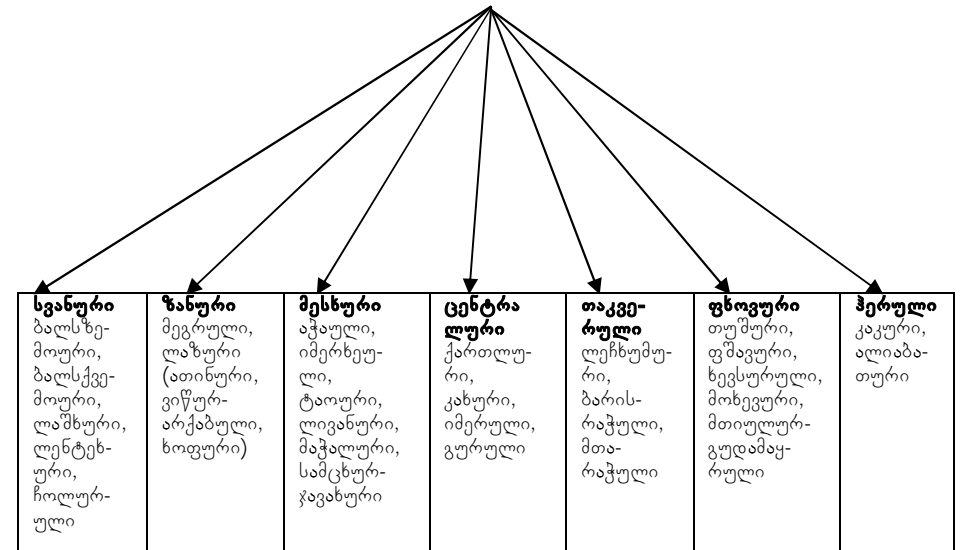 სვანური
ბალსზე-
მოური,
ბალსქვე-
მოური,
ლაშხური,
ლენტეხ-
ური,
ჩოლურ-
ული
ზანური
მეგრული,
ლაზური
(ათინური,
ვიწურ-
არქაბული,
ხოფური)
მესხური
აჭაული,
იმერხეუ-
ლი,
ტაოური,
ლივანური,
მაჭალური,
სამცხურ-
ჯავახური
ცენტრა
ლური
ქართლუ-
რი,
კახური,
იმერული,
გურული
თაკვე-
რული
ლეჩხუმუ-
რი,
ბარის-
რაჭული,
მთა-
რაჭული
ფხოვური
თუშური,
ფშავური,
ხევსურული,
მოხევური,
მთიულურ-
გუდამაყ-
რული
ჰერული
კაკური,
ალიაბა-
თური